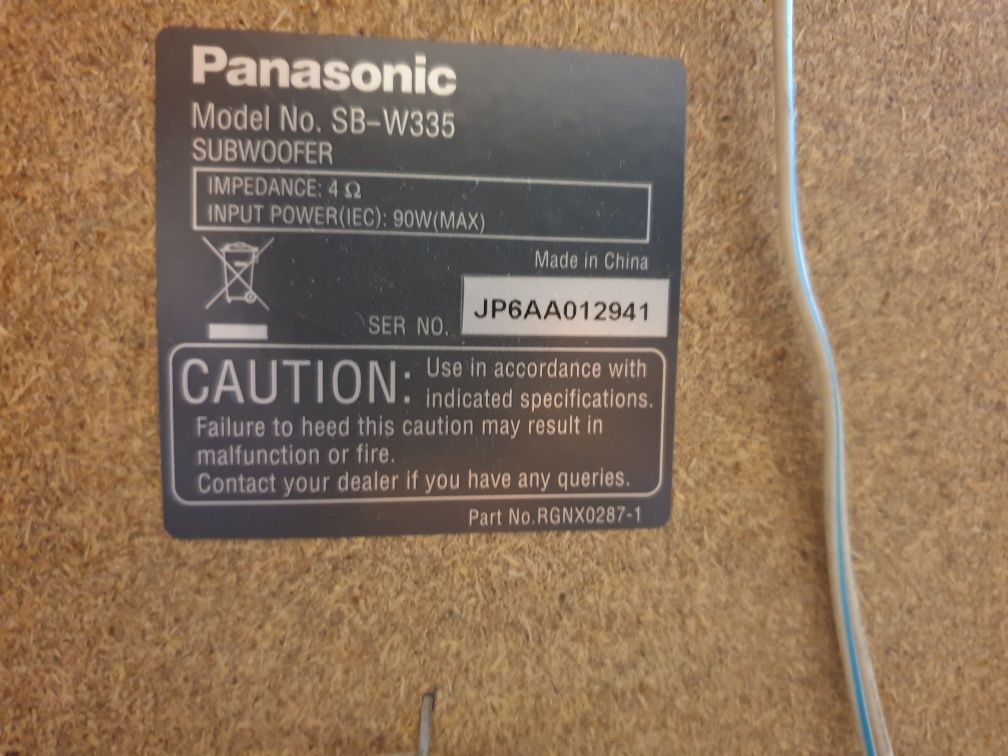 Panasonic
Model No. SB-W335
SUBWOOFER
IMPEDANCE: 4 Ω
INPUT POWER(IEC): 90W(MAX)
Made in China
SER NO. JP6AA012941
CAUTION: Use in accordance with
indicated specifications.
Failure to heed this caution may result in
malfunction or fire.
Contact your dealer if you have any queries.
Part No.RGNX0287-1